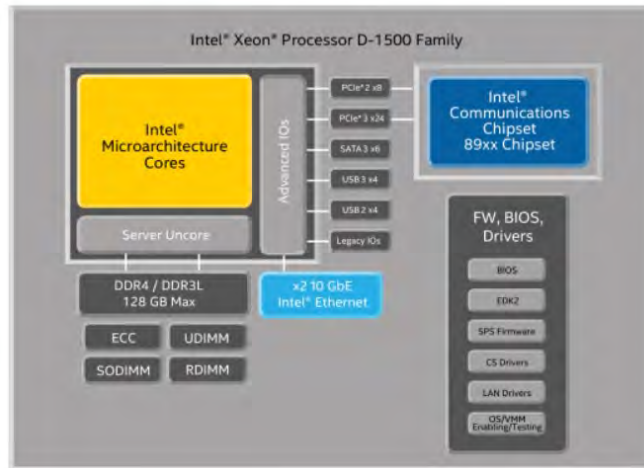 Intel® Xeon® Processor D-1500 Family
Intel®
Microarchitecture
Cores
Server Uncore
Advanced IOs
PCIe® 2 x8
PCIe® 3 x24
SATA 3 x6
USB 3 x4
USB 2 x4
Legacy IOs
Intel®
Communications
Chipset
89xx Chipset
DDR4 / DDR3L
128 GB Max
x2 10 GbE
Intel® Ethernet
ECC
UDIMM
SODIMM
RDIMM
FW, BIOS,
Drivers
BIOS
EDK2
SPS Firmware
CS Drivers
LAN Drivers
OS/VMM
Enabling/Testing